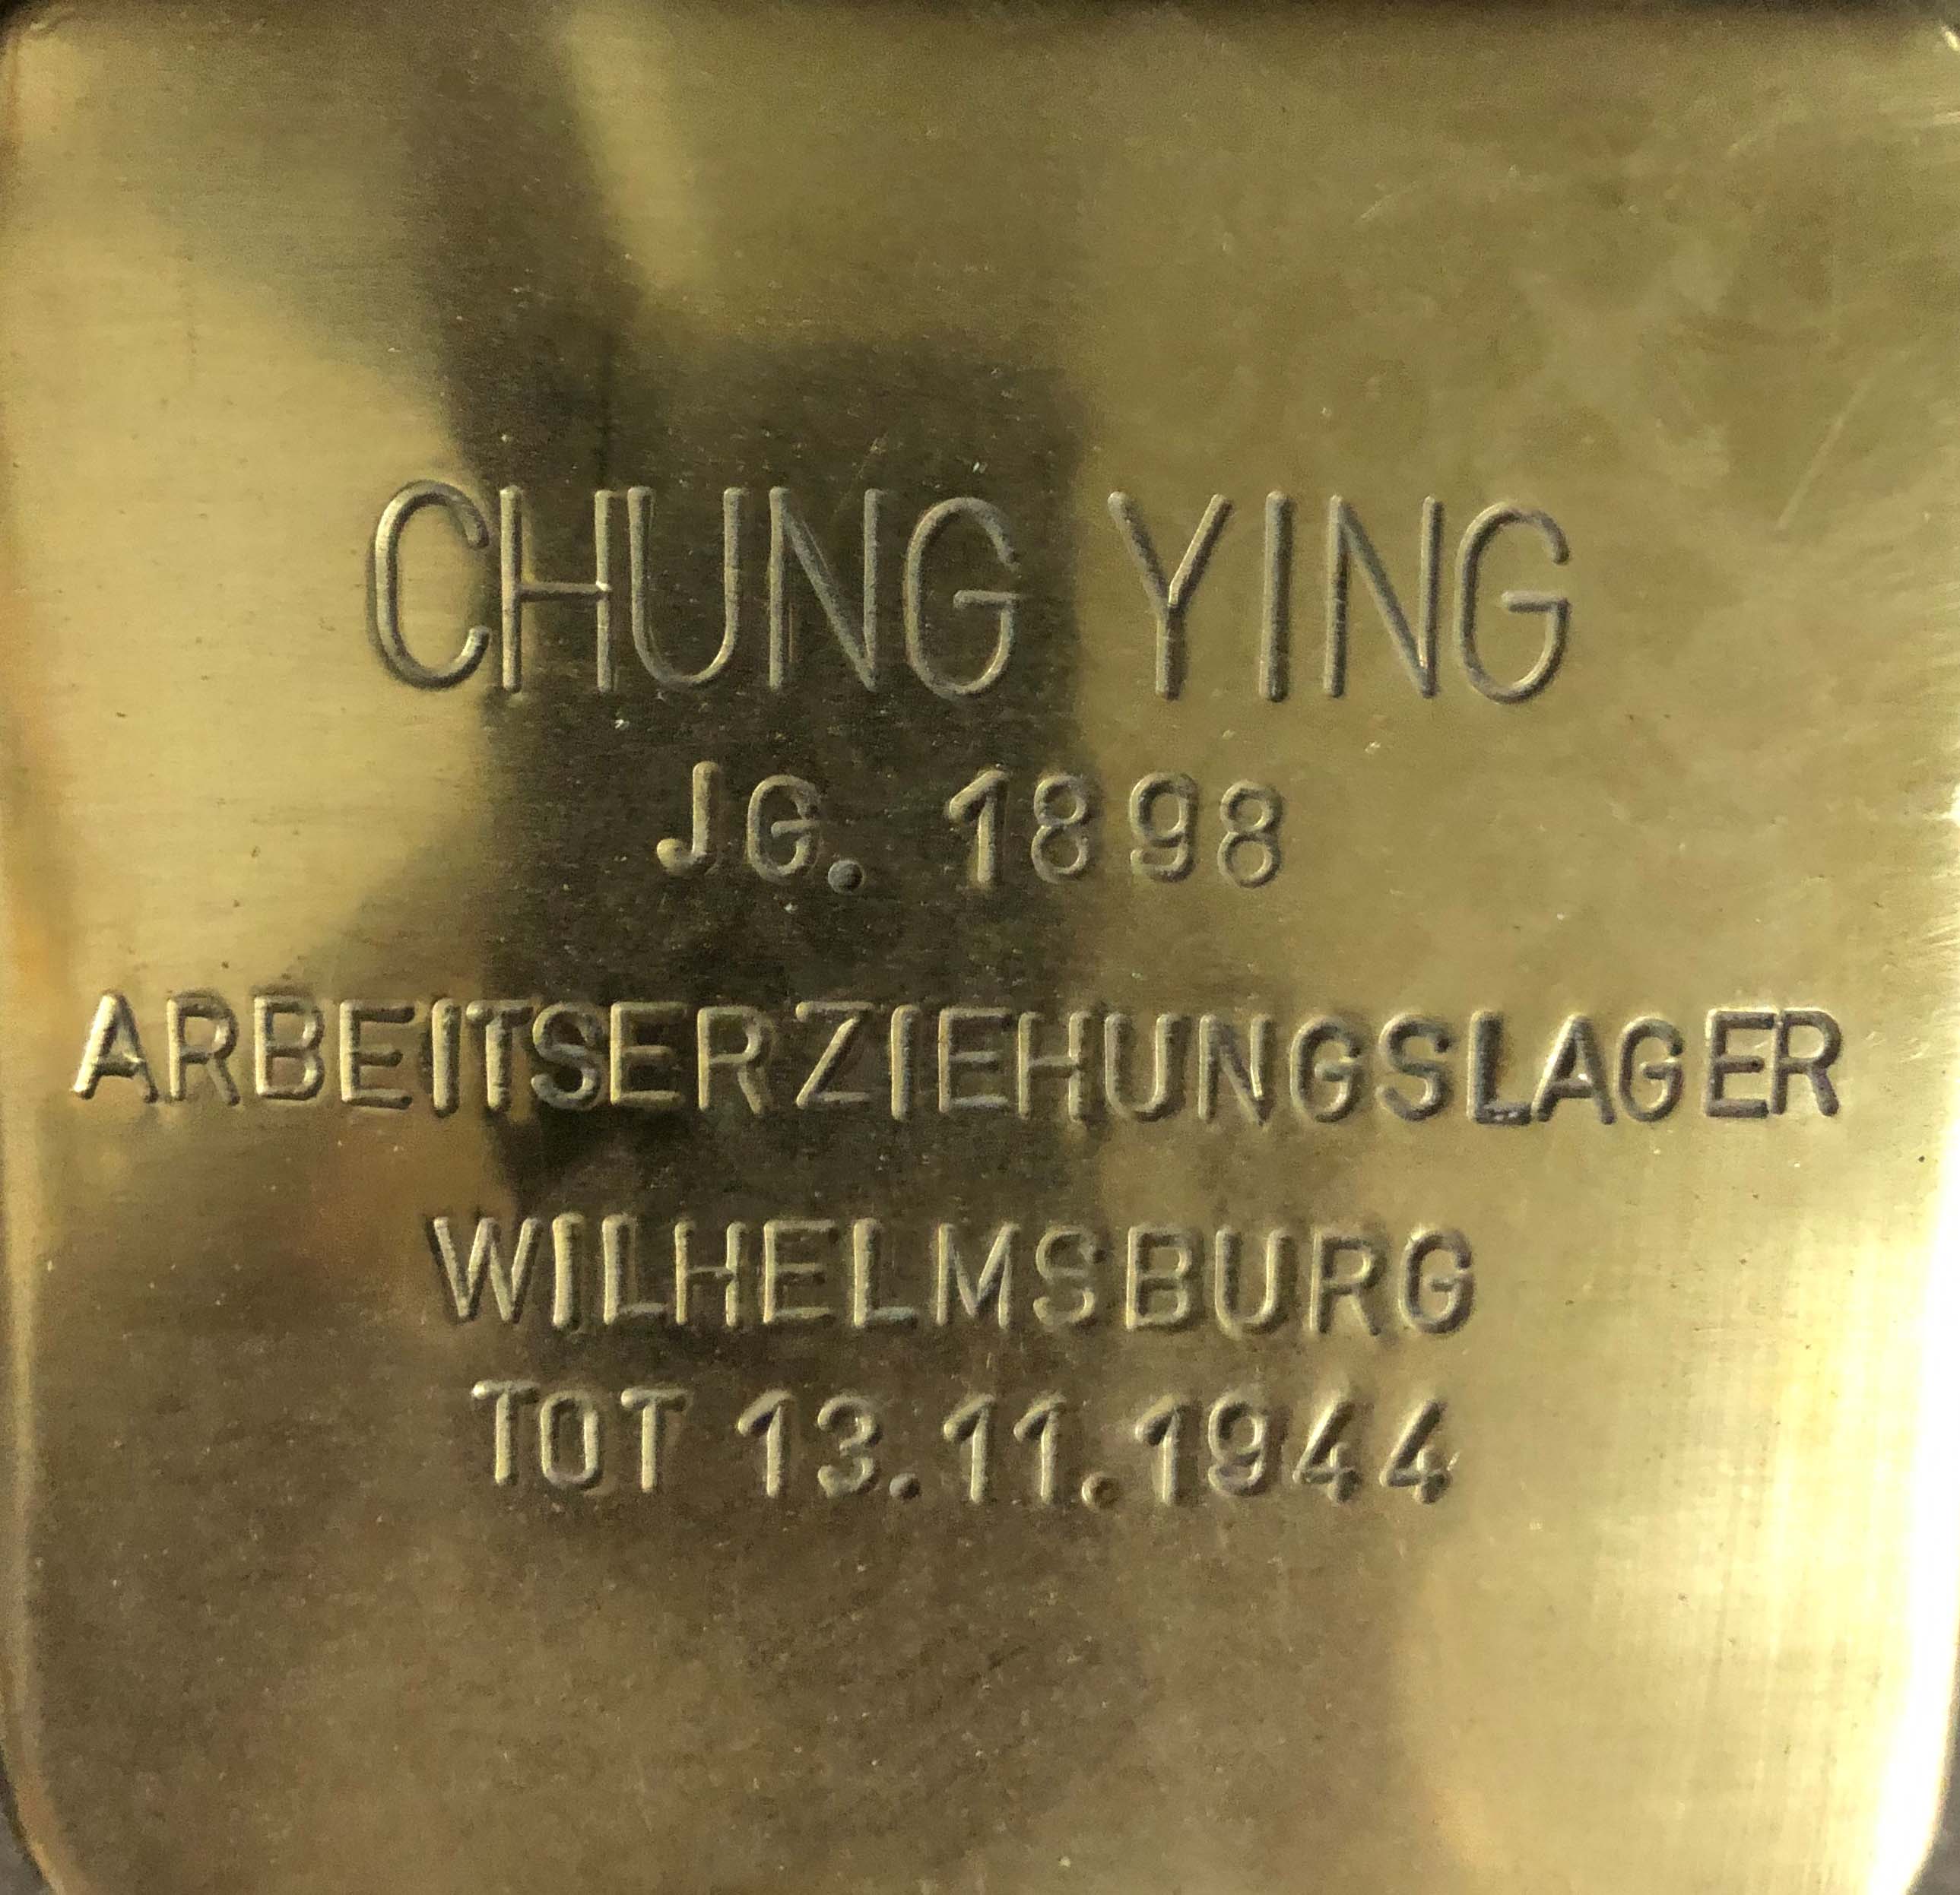 CHUNG YING
JG. 1898
ARBEITSERZIEHUNGSLAGER
WILHELMSBURG
TOT 13.11.1944